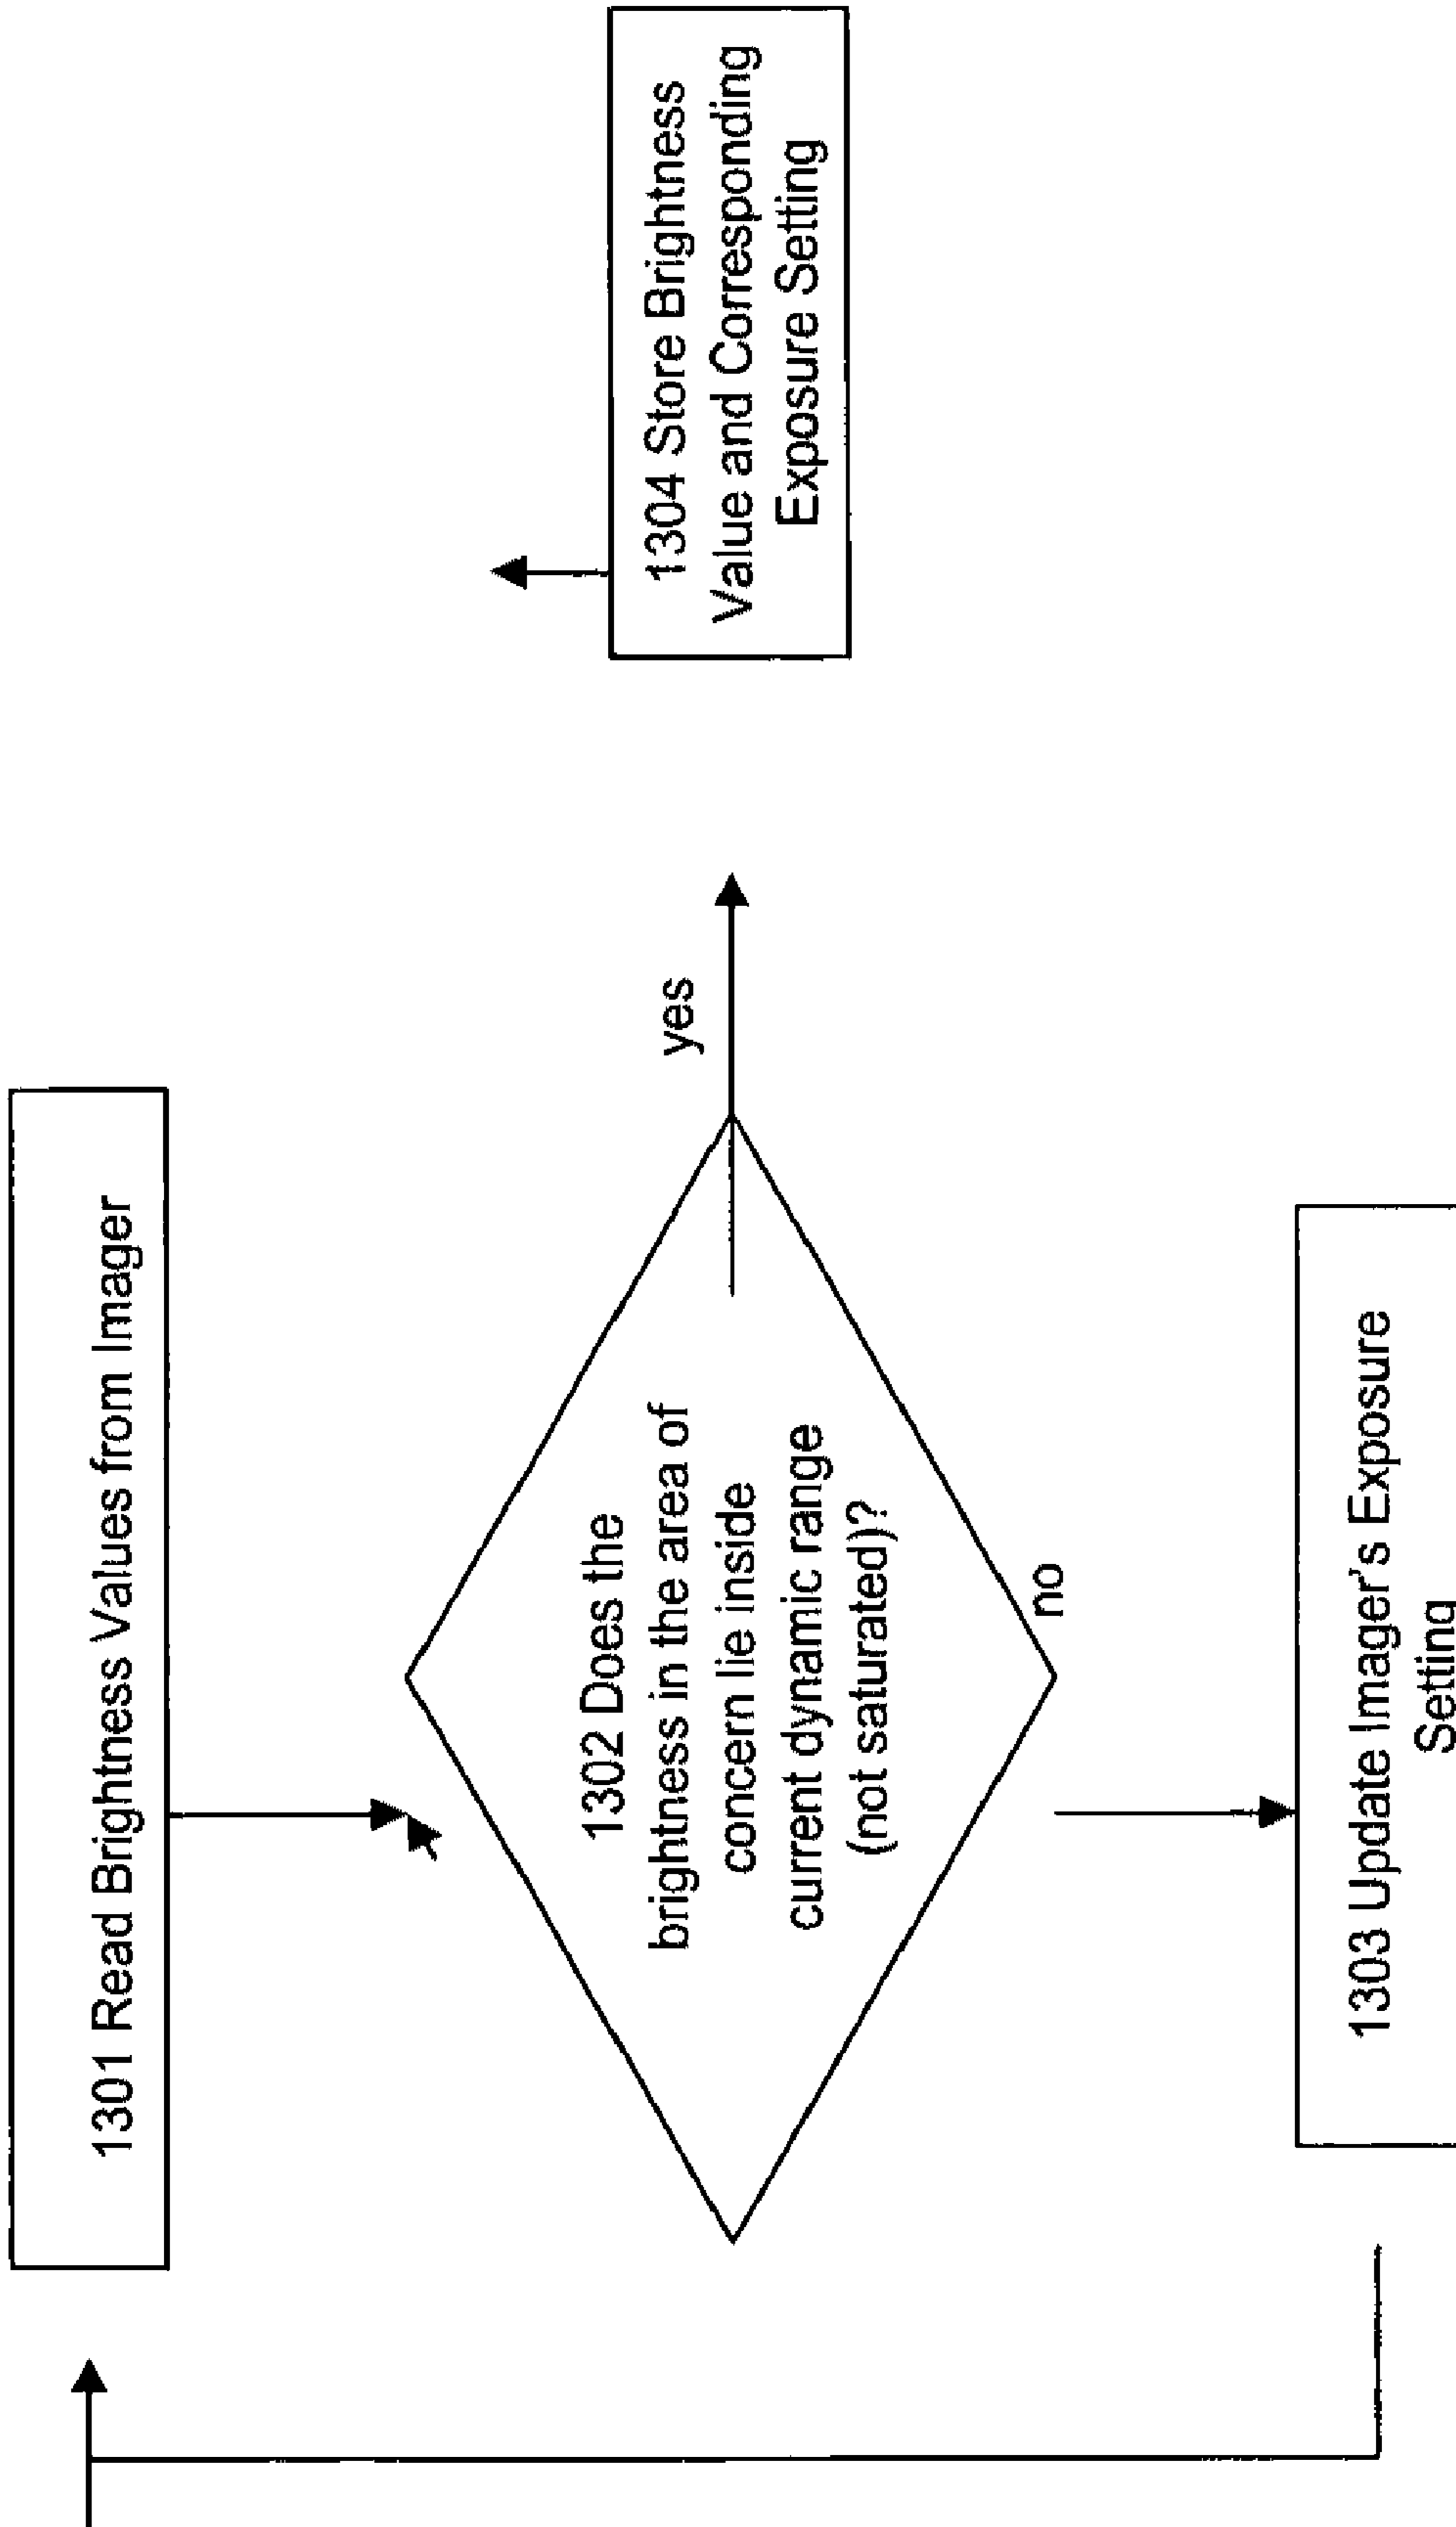 1301 Read Brightness Values from Imager
1302 Does the
brightness in the area of
concern lie inside
current dynamic range
(not saturated)?
yes
no
1304 Store Brightness
Value and Corresponding
Exposure Setting
1303 Update Imager's Exposure
Setting